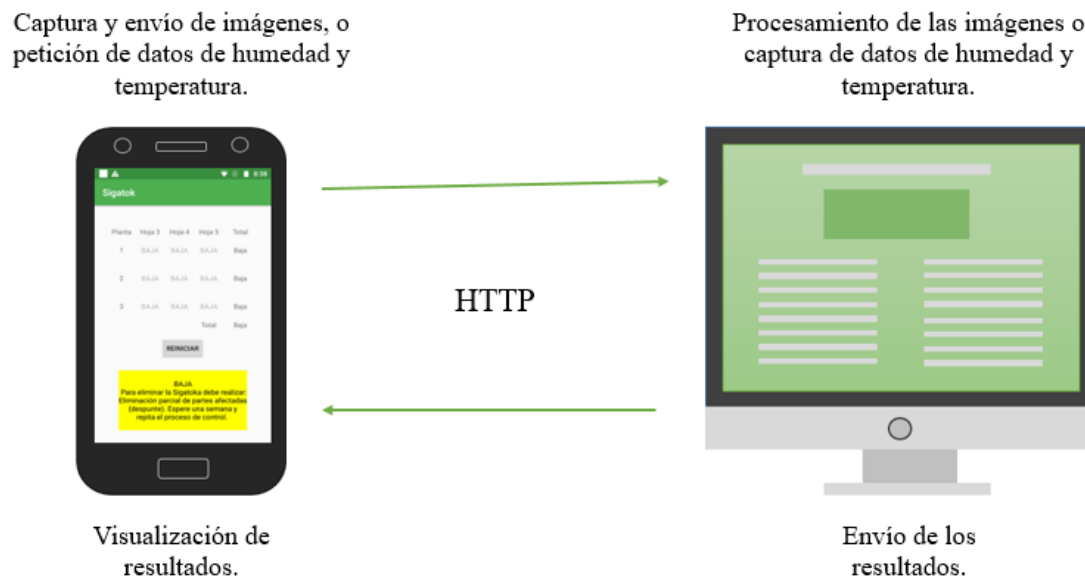 Captura y envío de imágenes, o
petición de datos de humedad y
temperatura.
Procesamiento de las imágenes o
captura de datos de humedad y
temperatura.
8:38
Sigatok
Planta Hoja 3 Hoja 4 Hoja 5 Total
1 BAJA BAJA BAJA Baja
2 BAJA BAJA BAJA Baja
3 BAJA BAJA BAJA Baja
Total Baja
REINICIAR
BAJA
Para eliminar la Sigatoka debe realizar:
Eliminación parcial de partes afectadas
(despunte). Espere una semana y
repita el proceso de control.
HTTP
Visualización de
resultados.
Envío de los
resultados.